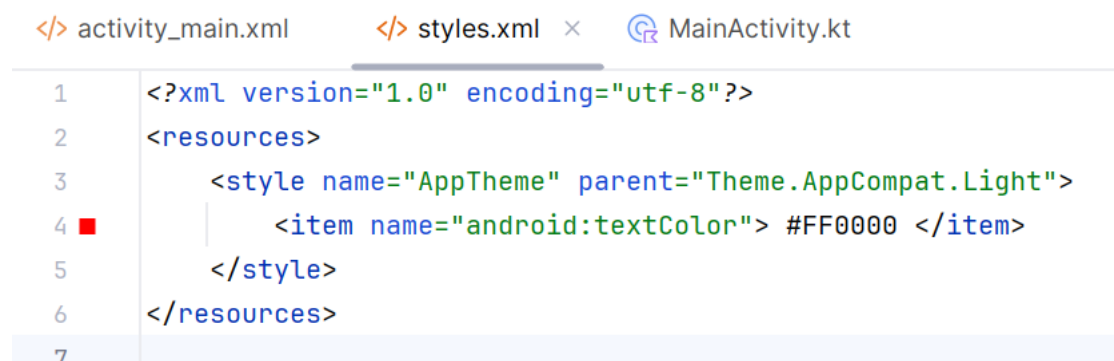 </> activity_main.xml </> styles.xml × MainActivity.kt
1 <?xml version="1.0" encoding="utf-8"?>
2 <resources>
3 <style name="AppTheme" parent="Theme.AppCompat.Light">
4 <item name="android:textColor"> #FF0000 </item>
5 </style>
6 </resources>
7